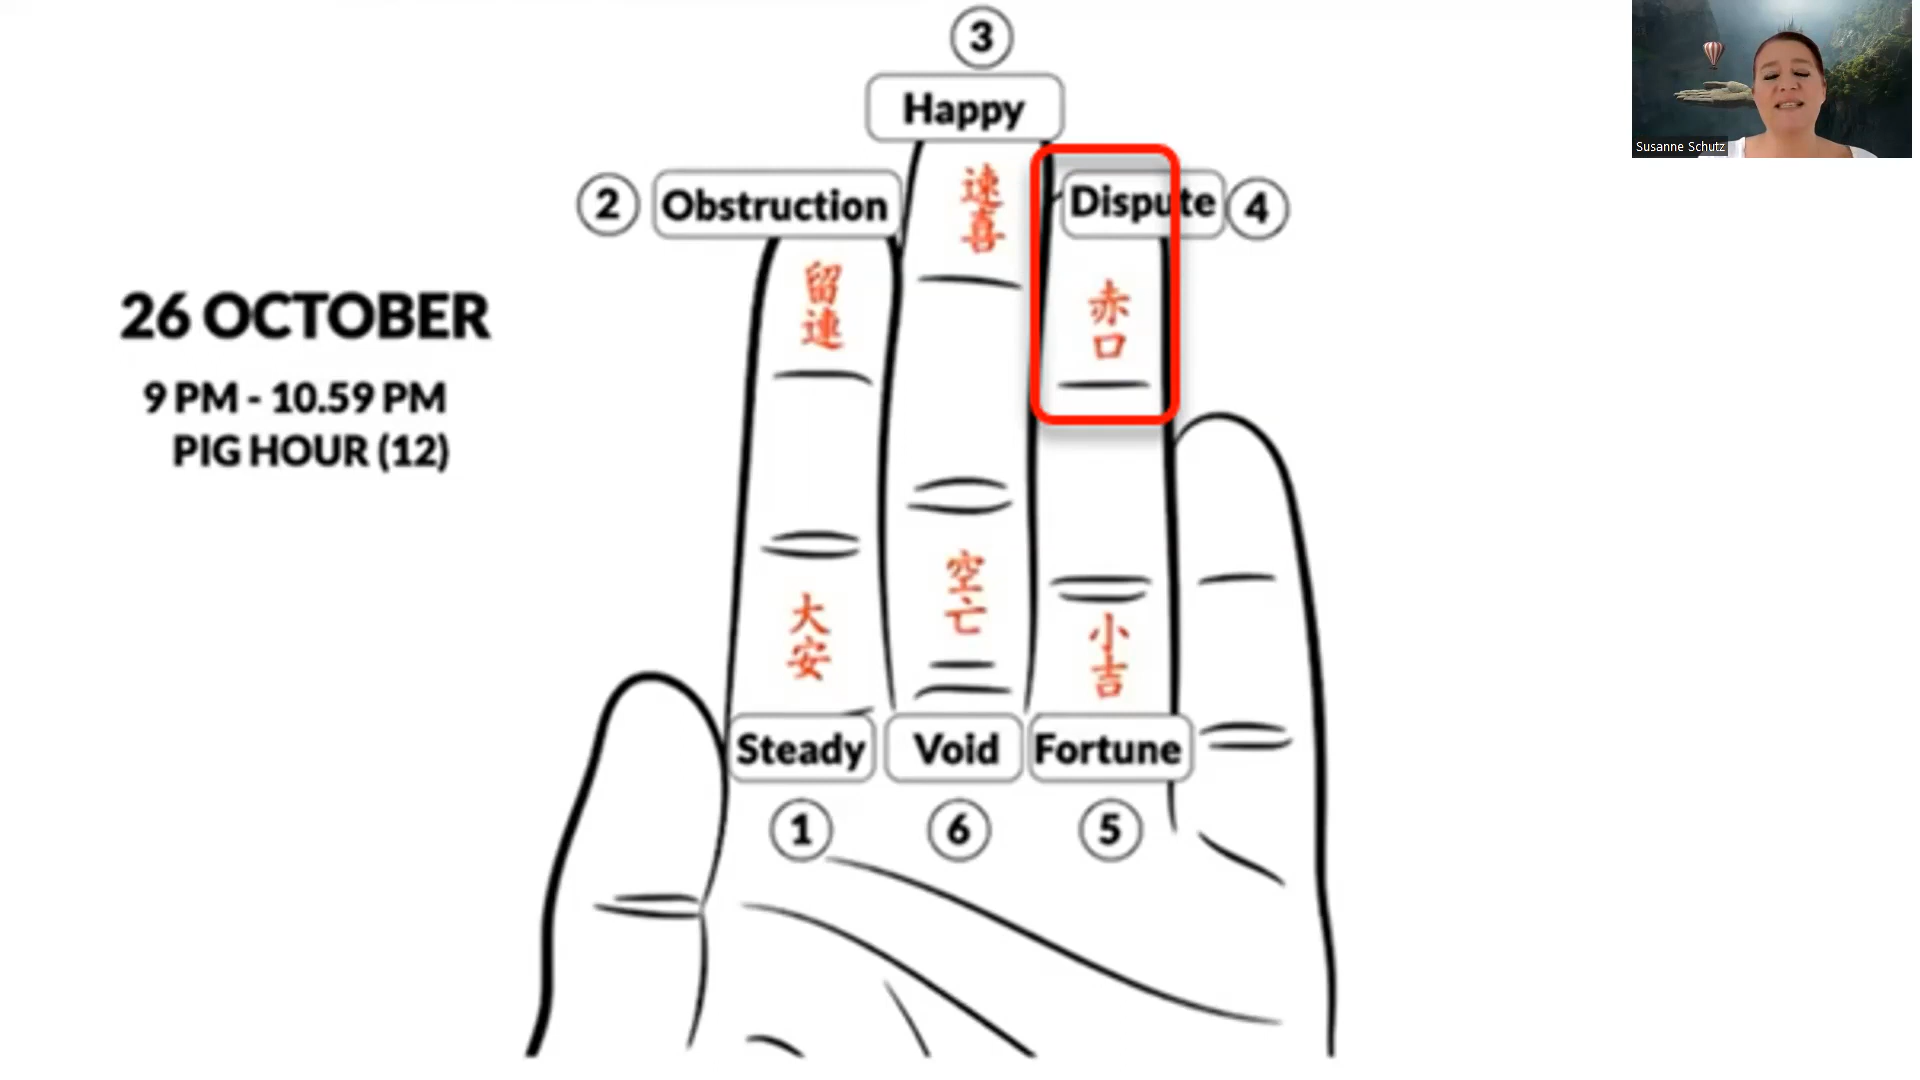 3
Happy
2
Obstruction
Dispute
4
速喜
留連
赤口
26 OCTOBER
9 PM - 10.59 PM
PIG HOUR (12)
大安
空亡
小吉
Steady
Void
Fortune
1
6
5
Susanne Schutz